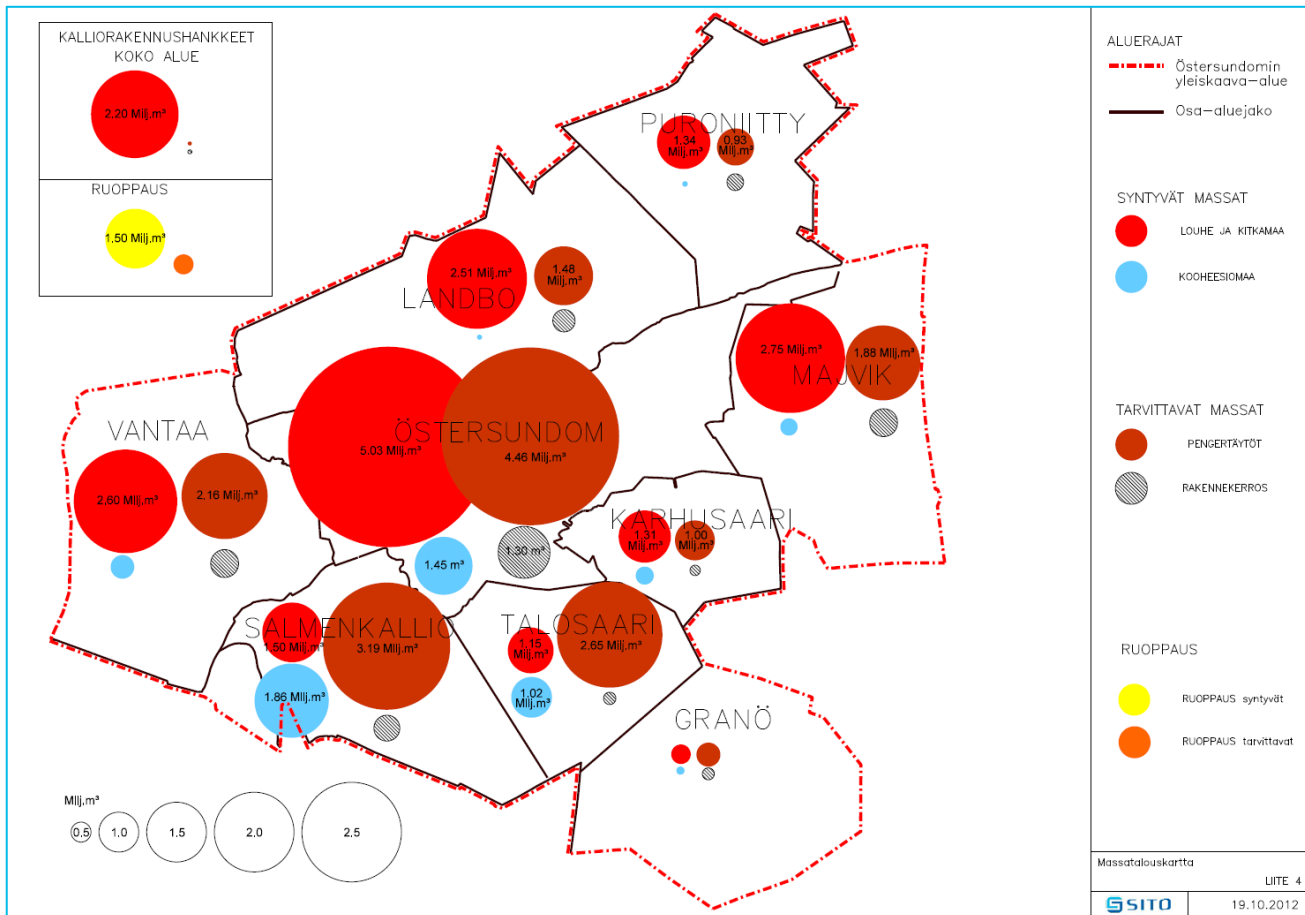 KALLIORAKENNUSHANKKEET
KOKO ALUE
2.20 Milj.m³
RUOPPAUS
1.50 Milj.m³
PURONIITTY
1.34
Milj.m³
0.93
Milj.m³
LANDBO
2.51 Milj.m³
1.48
Milj.m³
MAJVIK
2.75 Milj.m³
1.88 Milj.m³
VANTAA
2.60 Milj.m³
2.16 Milj.m³
ÖSTERSUNDOM
5.03 Milj.m³
4.46 Milj.m³
1.45 m³
1.30 m³
KARHUSAARI
1.31
Milj.m³
1.00
Milj.m³
SALMENKALLIO
1.50 Milj.m³
3.19 Milj.m³
1.86 Milj.m³
TALOSAARI
1.15
Milj.m³
2.65 Milj.m³
1.02
Milj.m³
GRANÖ
Milj.m³
0.5
1.0
1.5
2.0
2.5
ALUERAJAT
Östersundomin
yleiskaava-alue
Osa-aluejako
SYNTYVÄT MASSAT
LOUHE JA KITKAMAA
KOOHEESIOMAA
TARVITTAVAT MASSAT
PENGERTÄYTÖT
RAKENNEKERROS
RUOPPAUS
RUOPPAUS syntyvät
RUOPPAUS tarvittavat
Massatalouskartta
LIITE 4
SITO
19.10.2012